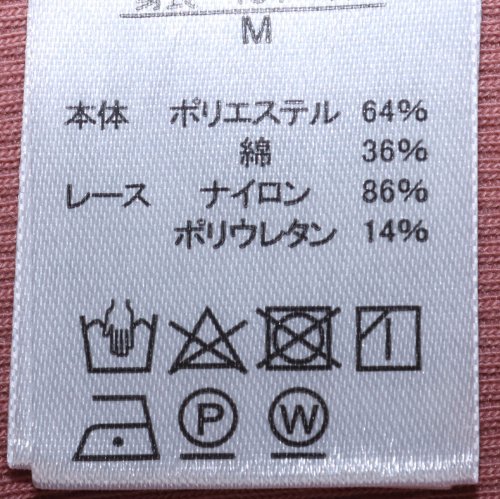 M
本体 ポリエステル 64%
綿 36%
レース ナイロン 86%
ポリウレタン 14%
P W